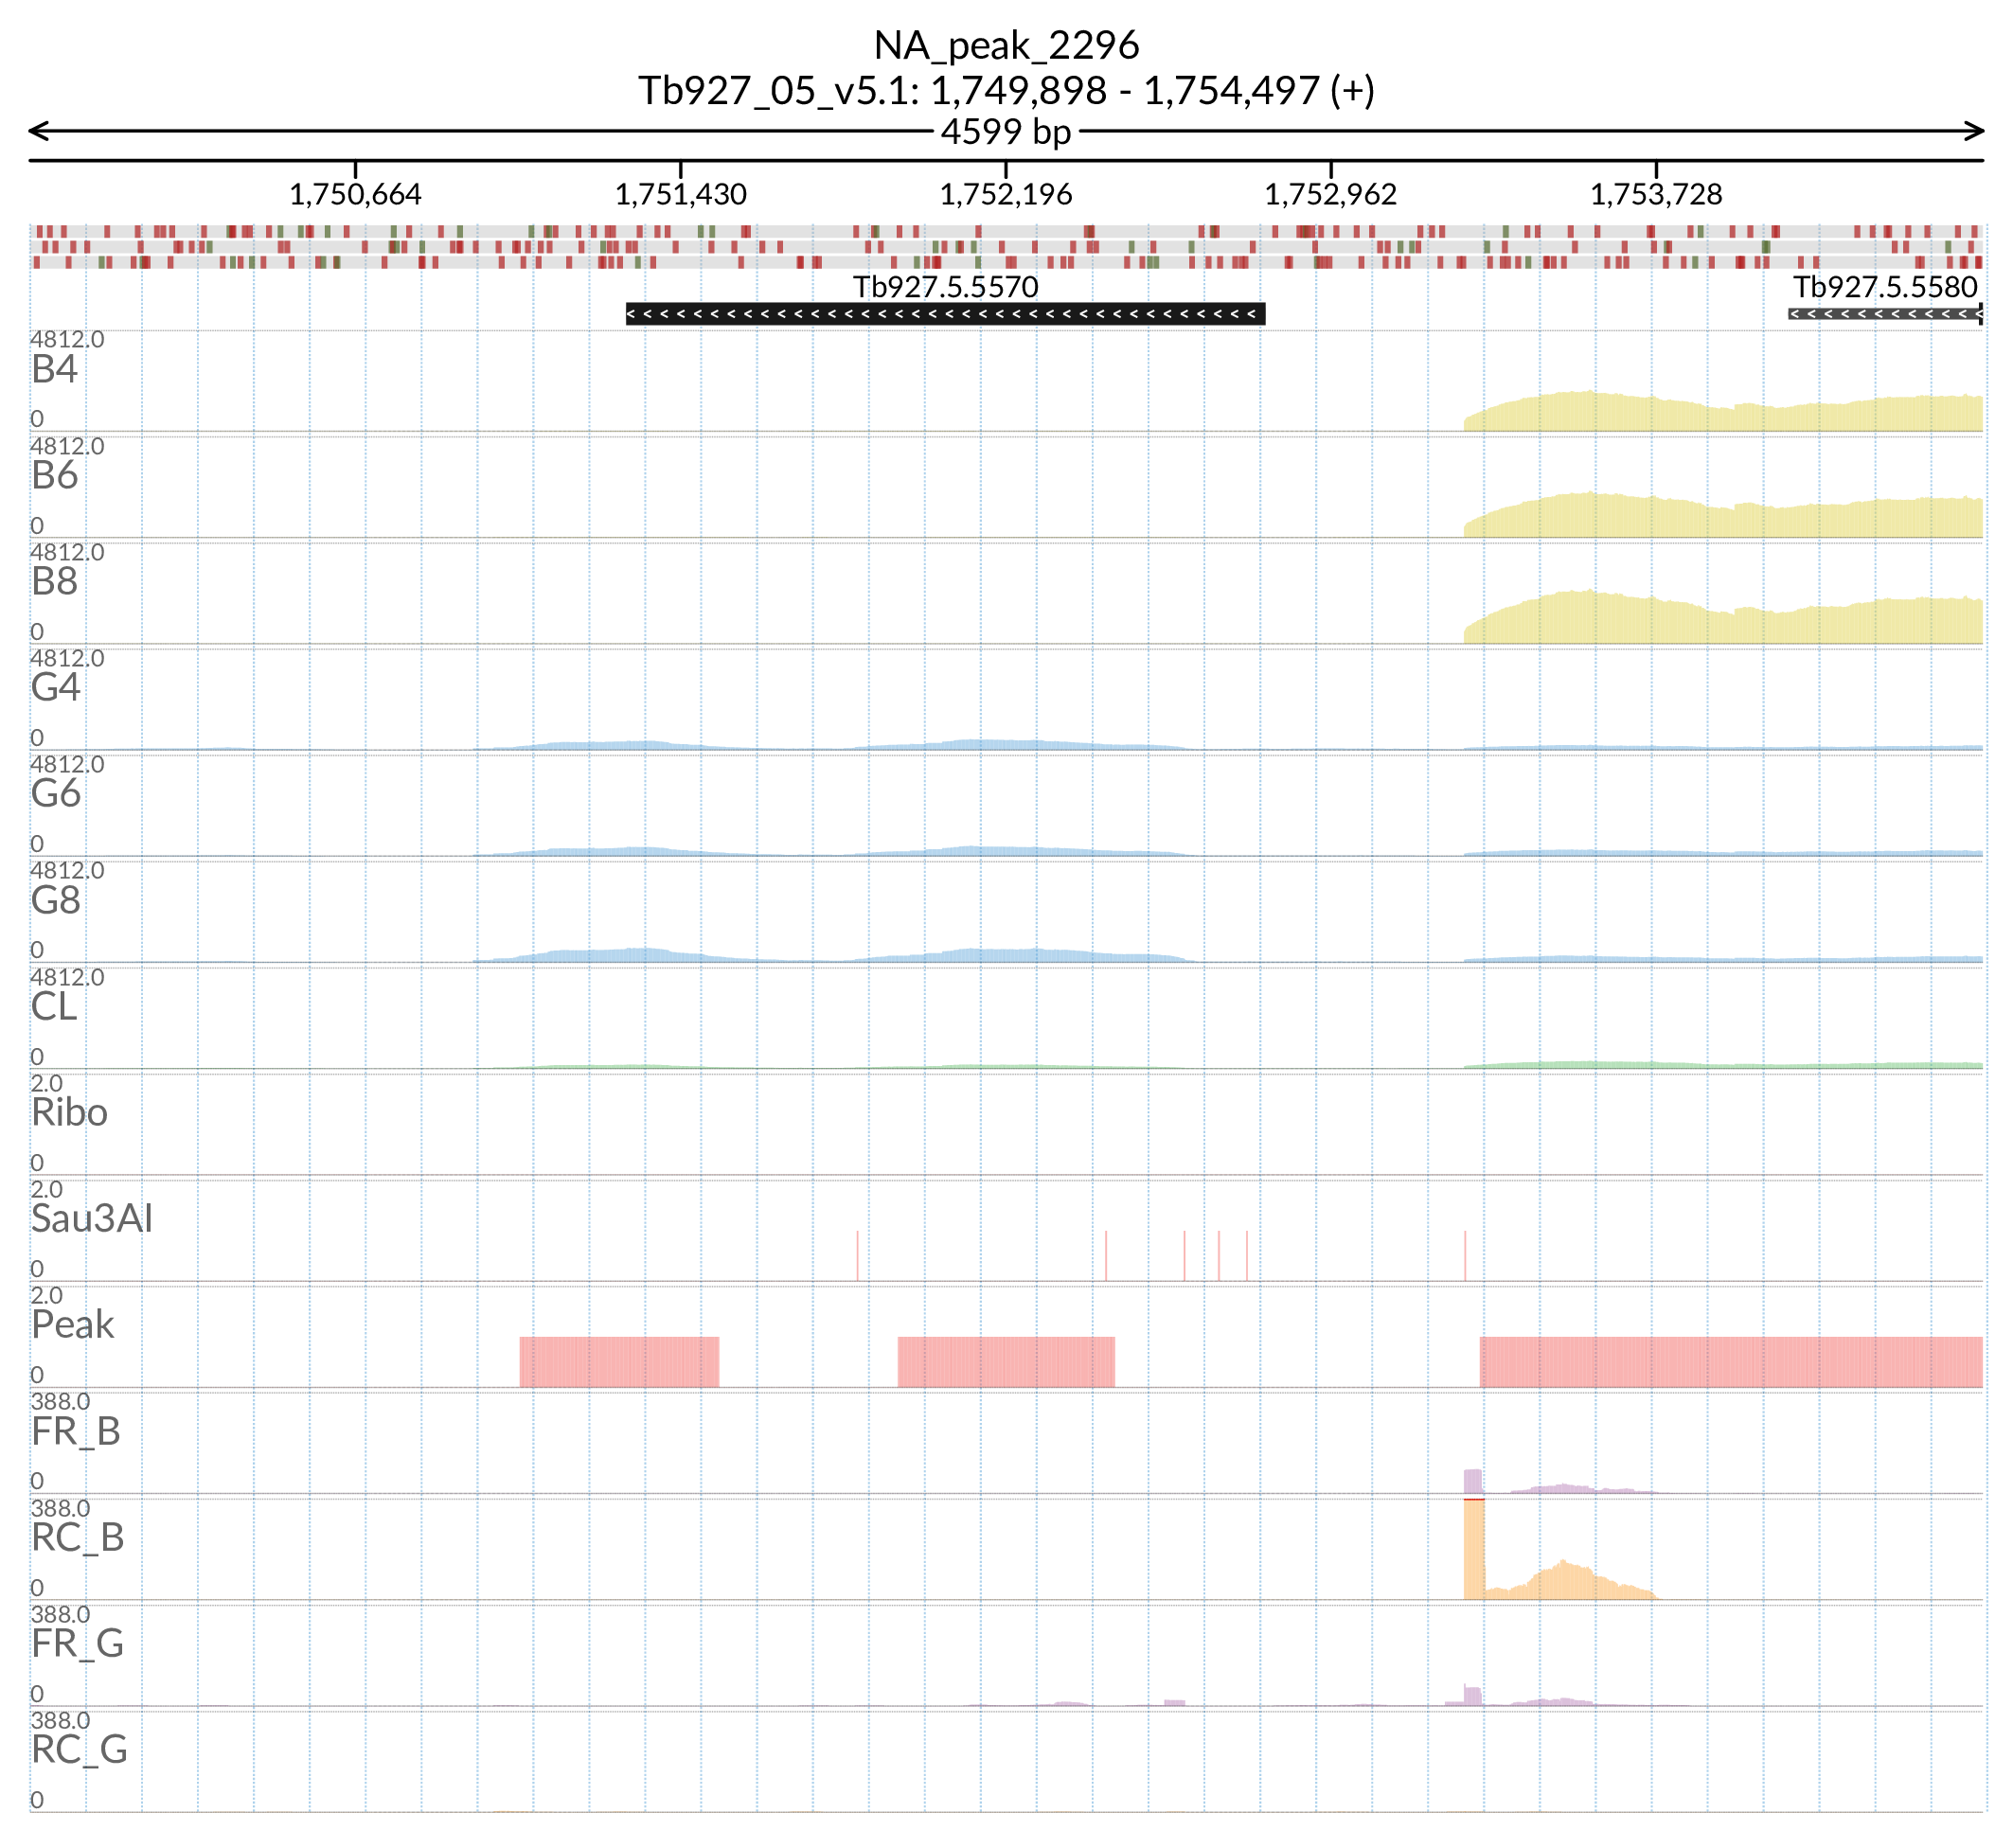 NA_peak_2296
Tb927_05_v5.1: 1,749,898 - 1,754,497 (+)
4599 bp
1,750,664 1,751,430 1,752,196 1,752,962 1,753,728
Tb927.5.5570 Tb927.5.5580
4812.0
B4
0
4812.0
B6
0
4812.0
B8
0
4812.0
G4
0
4812.0
G6
0
4812.0
G8
0
4812.0
CL
0
2.0
Ribo
0
2.0
Sau3AI
0
2.0
Peak
0
388.0
FR_B
0
388.0
RC_B
0
388.0
FR_G
0
388.0
RC_G
0